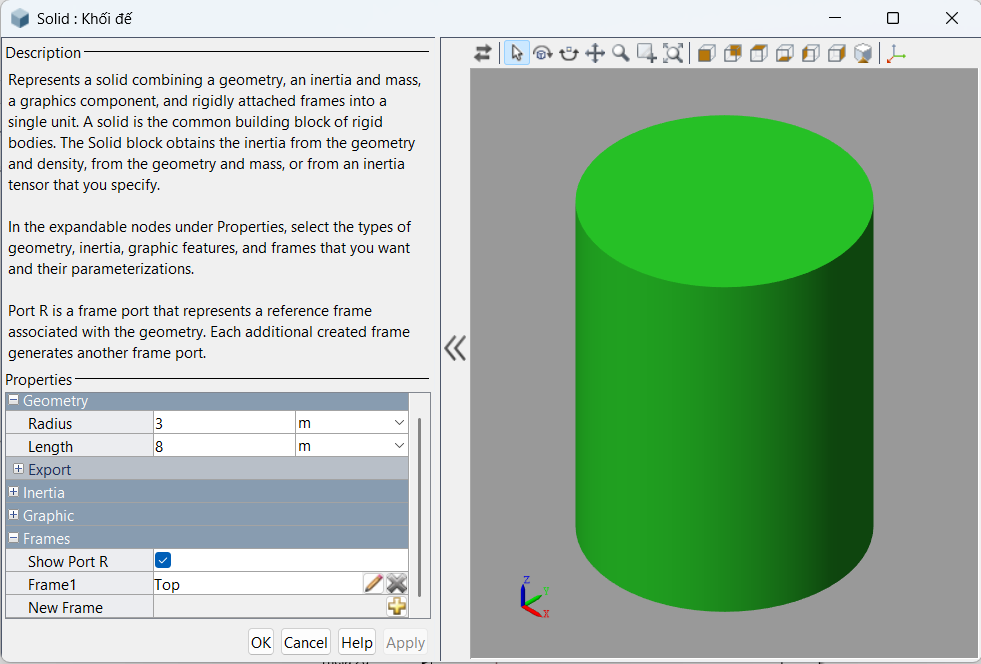 Solid : Khối đế
Description
Represents a solid combining a geometry, an inertia and mass,
a graphics component, and rigidly attached frames into a
single unit. A solid is the common building block of rigid
bodies. The Solid block obtains the inertia from the geometry
and density, from the geometry and mass, or from an inertia
tensor that you specify.
In the expandable nodes under Properties, select the types of
geometry, inertia, graphic features, and frames that you want
and their parameterizations.
Port R is a frame port that represents a reference frame
associated with the geometry. Each additional created frame
generates another frame port.
Properties
Geometry
Radius 3 m
Length 8 m
Export
Inertia
Graphic
Frames
Show Port R
Frame1 Top
New Frame
OK Cancel Help Apply
Z
Y
X